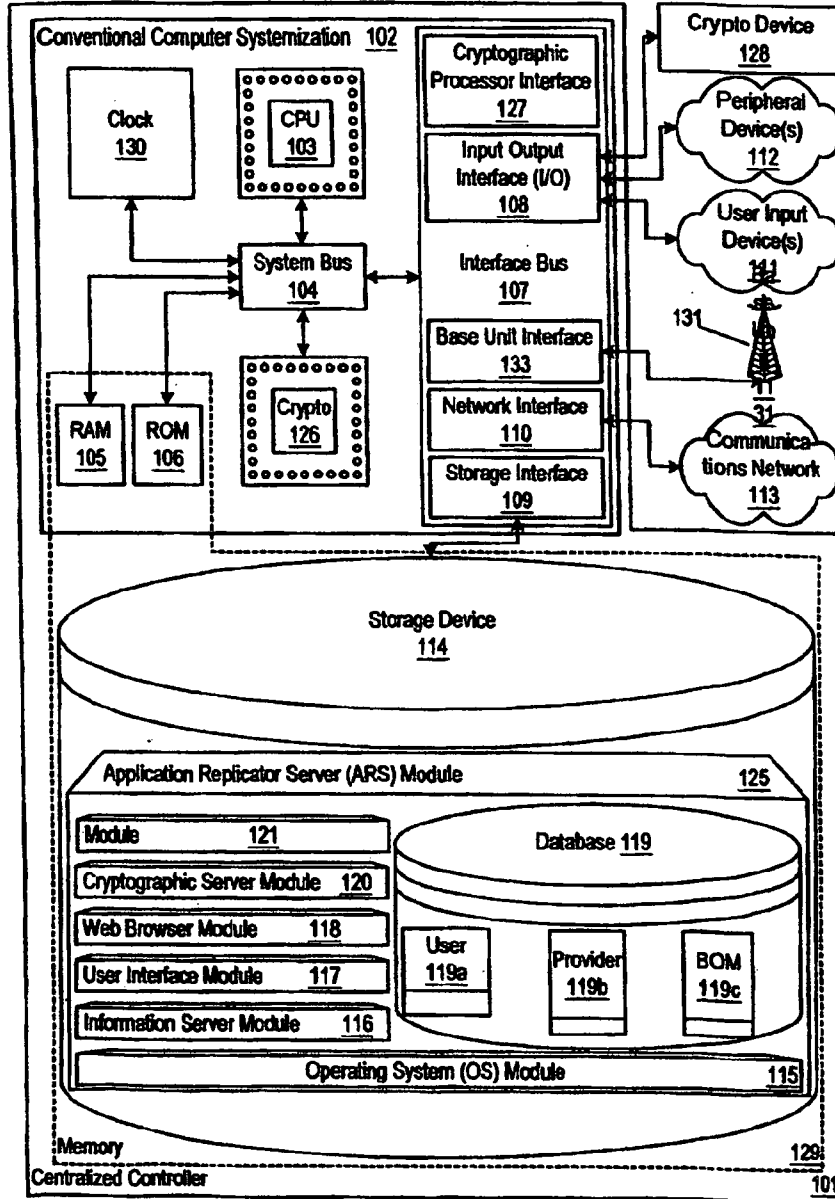 Conventional Computer Systemization 102
Clock
130
CPU
103
System Bus
104
Crypto
126
RAM
105
ROM
106
Cryptographic
Processor Interface
127
Input Output
Interface (I/O)
108
Interface Bus
107
Base Unit Interface
133
Network Interface
110
Storage Interface
109
Crypto Device
128
Peripheral
Device(s)
112
User Input
Device(s)
111
131
31
Communica-
tions Network
113
Storage Device
114
Application Replicator Server (ARS) Module 125
Module 121
Cryptographic Server Module 120
Web Browser Module 118
User Interface Module 117
Information Server Module 116
Database 119
User
119a
Provider
119b
BOM
119c
Operating System (OS) Module 115
Memory 129
Centralized Controller 101